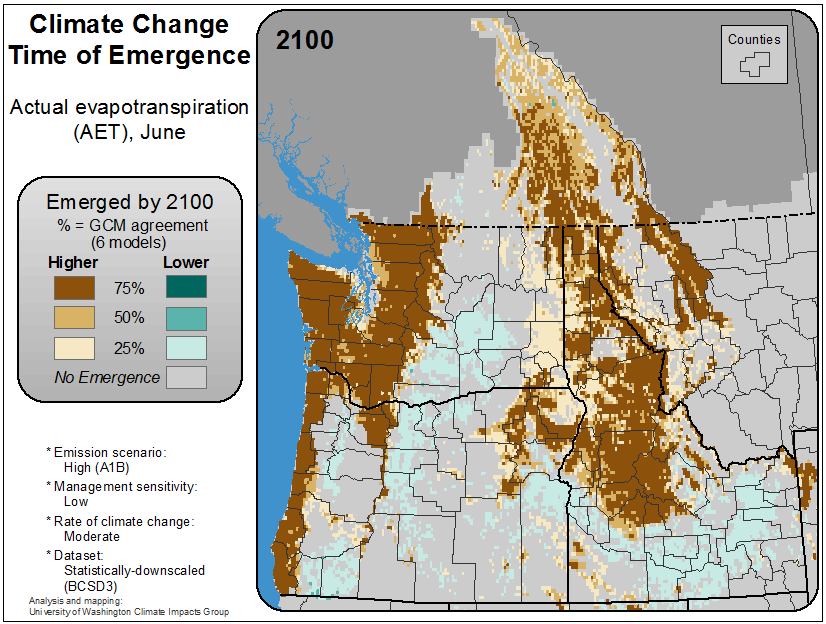 Climate Change
Time of Emergence
Actual evapotranspiration
(AET), June
Emerged by 2100
% = GCM agreement
(6 models)
Higher Lower
75%
50%
25%
No Emergence
* Emission scenario:
High (A1B)
* Management sensitivity:
Low
* Rate of climate change:
Moderate
* Dataset:
Statistically-downscaled
(BCSD3)
Analysis and mapping:
University of Washington Climate Impacts Group
2100
Counties